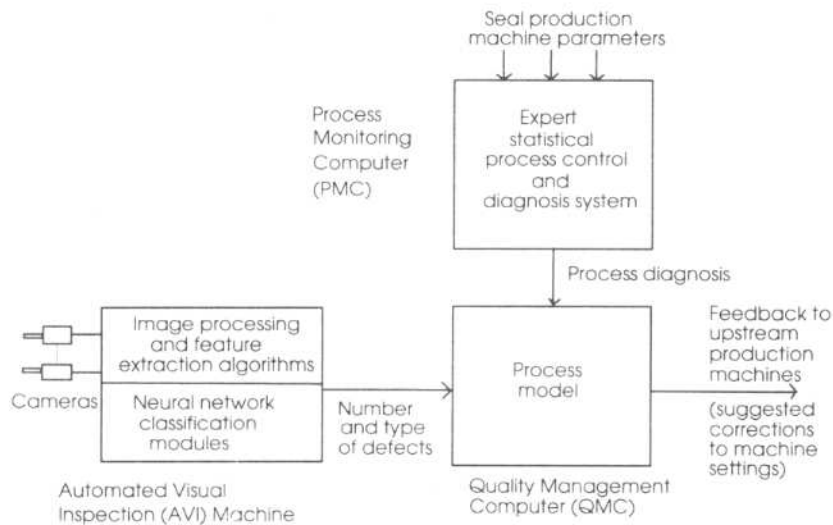 Seal production
machine parameters
Process
Monitoring
Computer
(PMC)
Expert
statistical
process control
and
diagnosis system
Process diagnosis
Image processing
and feature
extraction algorithms
Cameras
Neural network
classification
modules
Number
and type
of defects
Process
model
Feedback to
upstream
production
machines
(suggested
corrections
to machine
settings)
Automated Visual
Inspection (AVI) Machine
Quality Management
Computer (QMC)